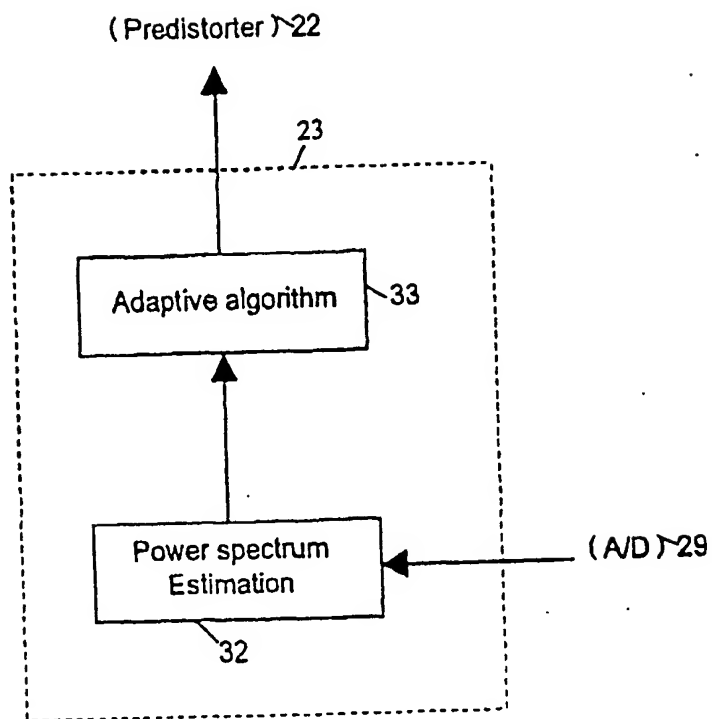 (Predistorter)~22
23
Adaptive algorithm
33
Power spectrum
Estimation
(A/D)~29
32